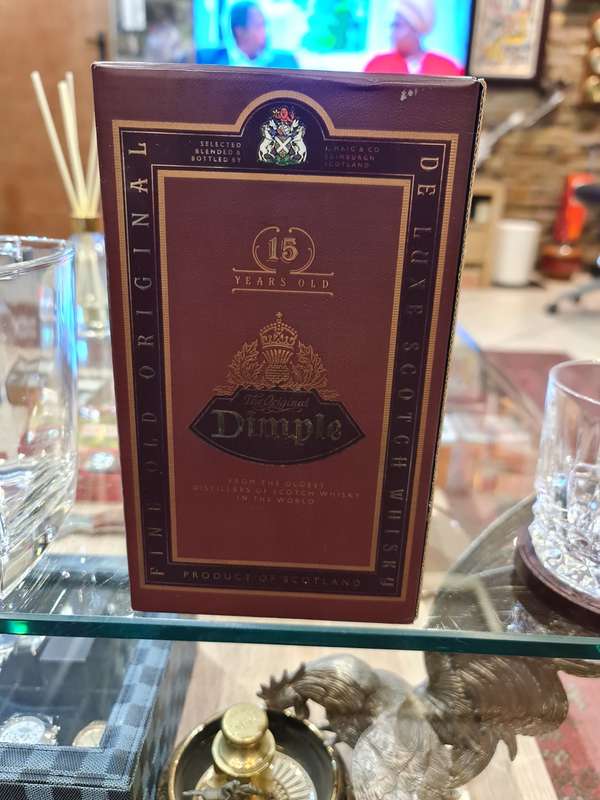 SELECTED
BLENDED &
BOTTLED BY
J. HAIG & CO
EDINBURGH
SCOTLAND
FINE OLD ORIGINAL
DE LUXE SCOTCH WHISKY
15
YEARS OLD
The Original
Dimple
FROM THE OLDEST
DISTILLERS OF SCOTCH WHISKY
IN THE WORLD
PRODUCT OF SCOTLAND